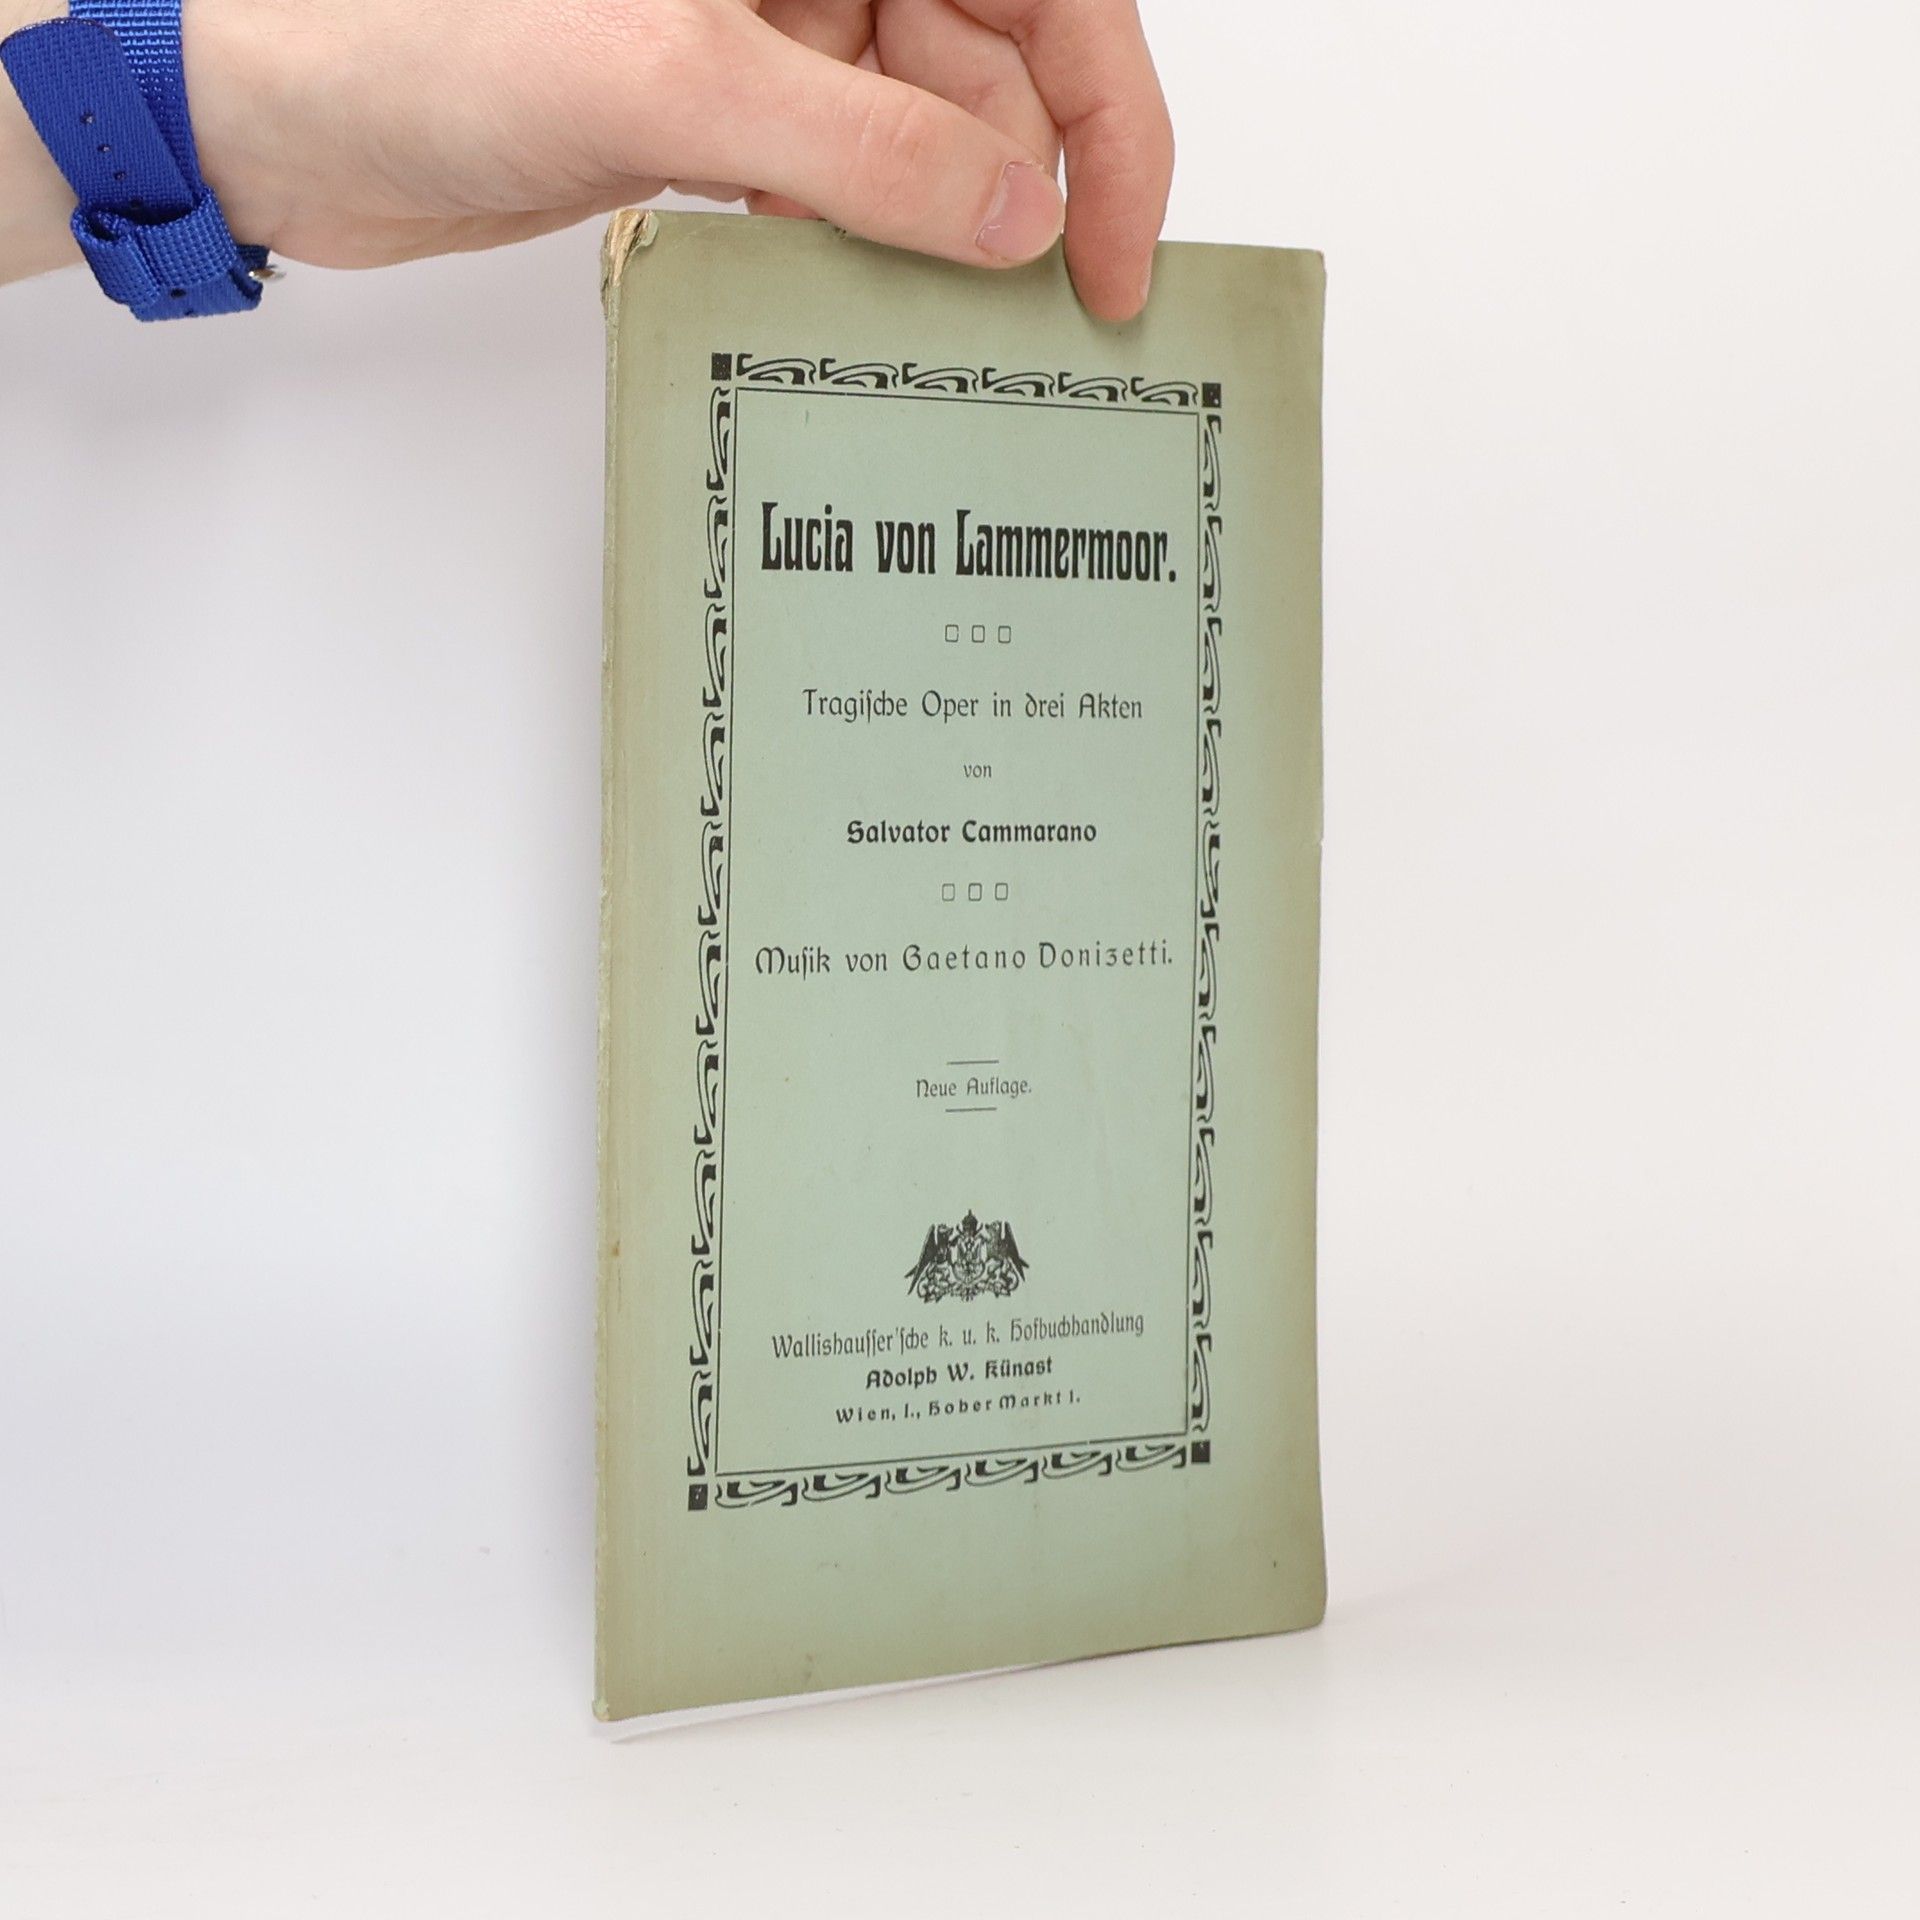 Lucia von Lammermoor.
Tragiſche Oper in drei Akten
von
Salvator Cammarano
Muſik von Gaetano Donizetti.
Neue Auflage.
Wallishauſſer'ſche k. u. k. Hofbuchhandlung
Adolph W. Künast
Wien, I., Hoher Markt 1.